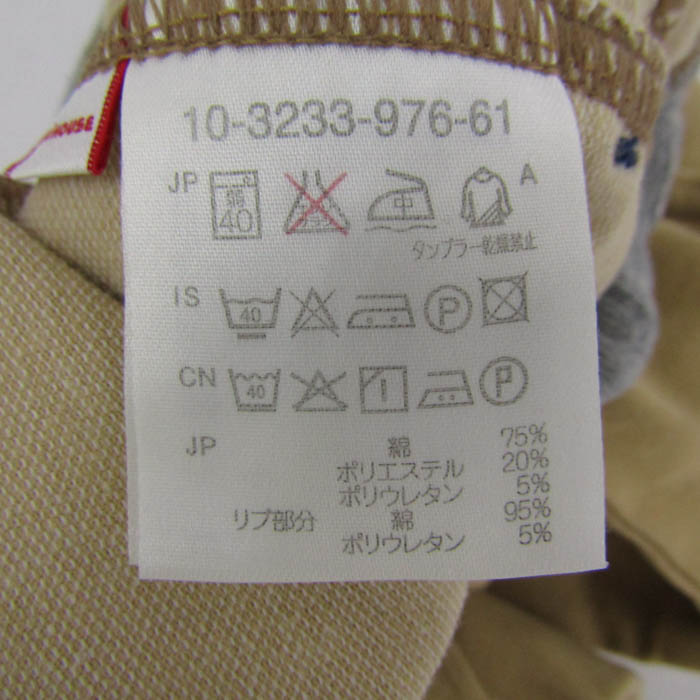 HOUSE
10-3233-976-61
JP 弱 40 中 A
タンブラー乾燥禁止
IS 40 P
CN 40 P
JP 綿 75%
ポリエステル 20%
ポリウレタン 5%
リブ部分 綿 95%
ポリウレタン 5%